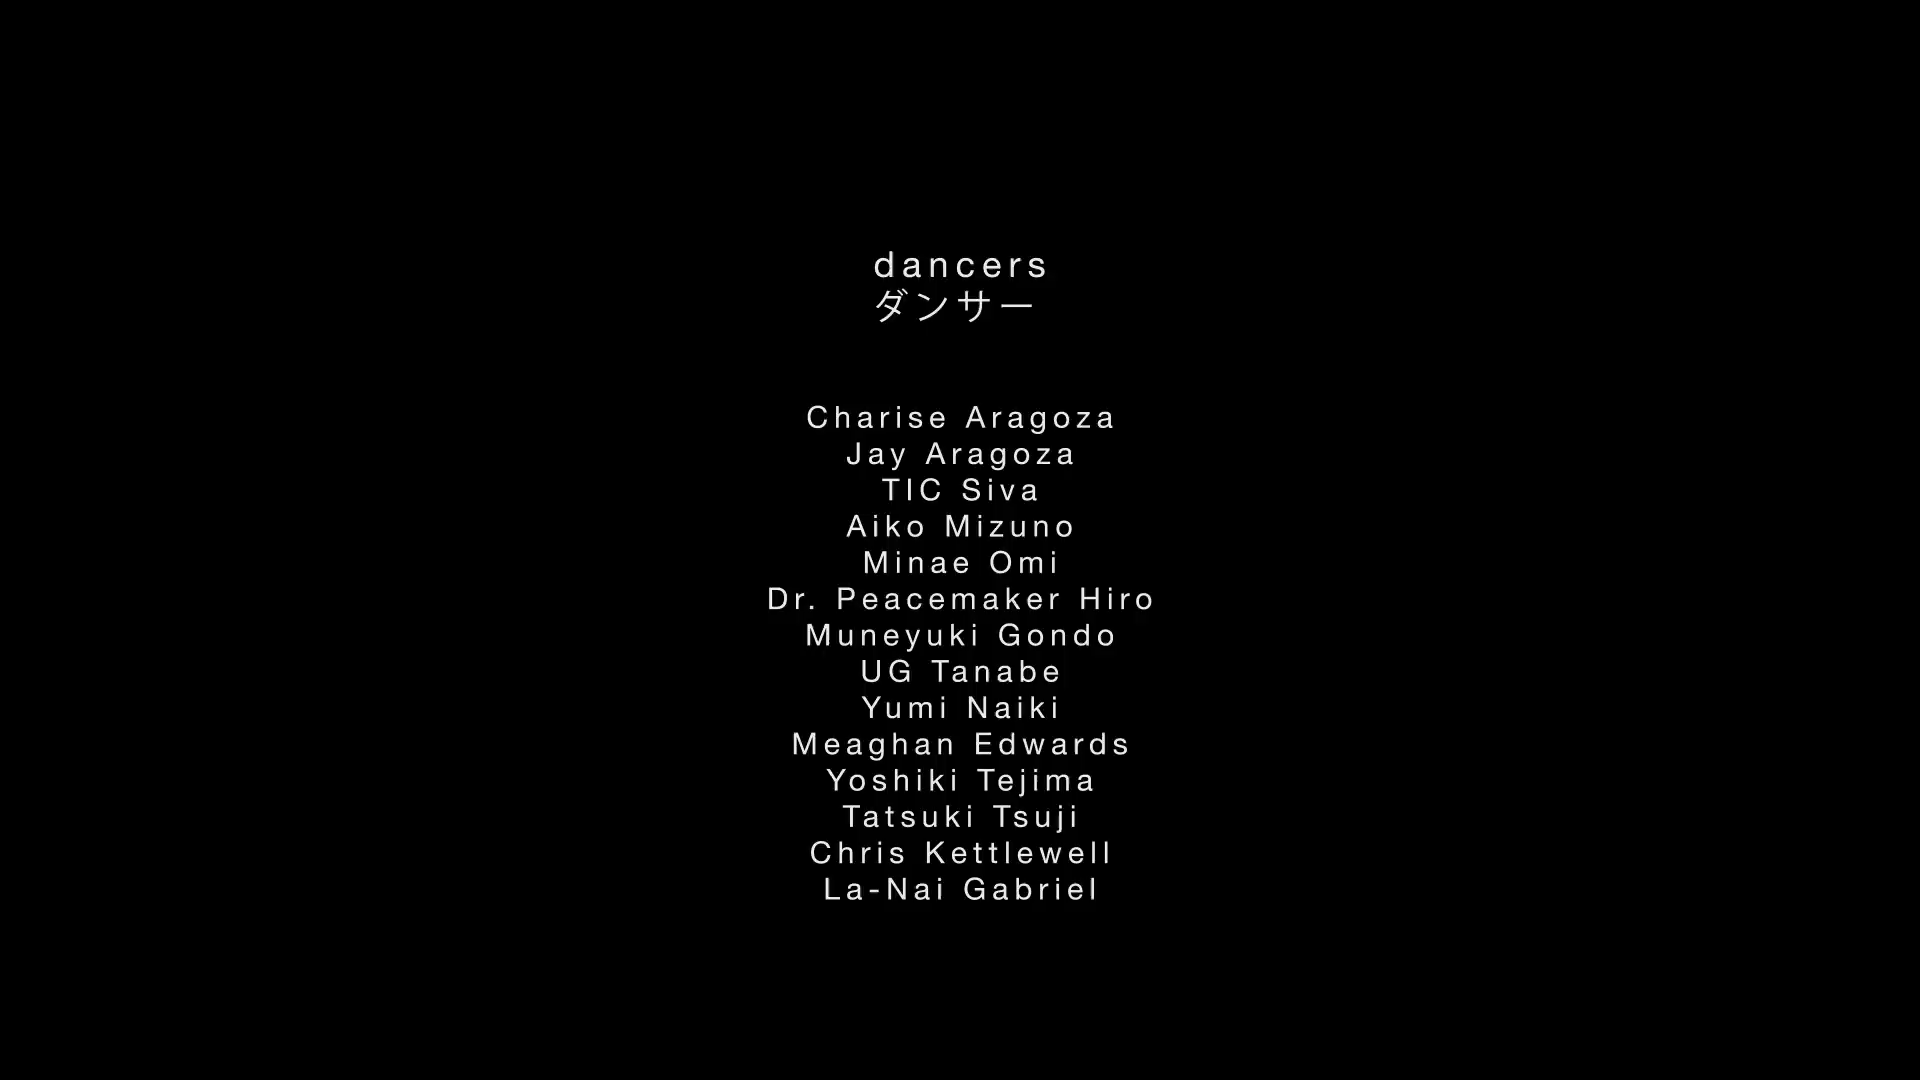 dancers
ダンサー
Charise Aragoza
Jay Aragoza
TIC Siva
Aiko Mizuno
Minae Omi
Dr. Peacemaker Hiro
Muneyuki Gondo
UG Tanabe
Yumi Naiki
Meaghan Edwards
Yoshiki Tejima
Tatsuki Tsuji
Chris Kettlewell
La-Nai Gabriel